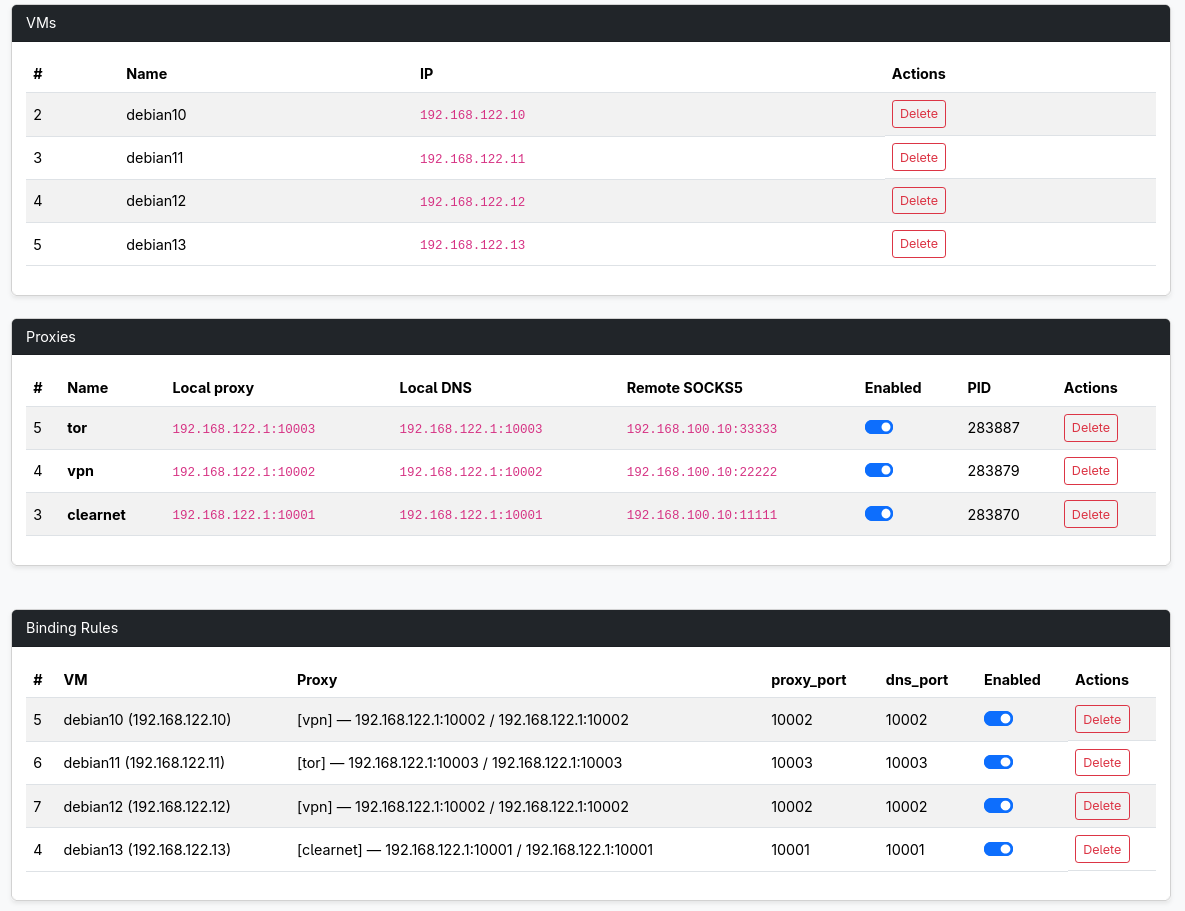 VMs
# Name IP Actions
2 debian10 192.168.122.10 Delete
3 debian11 192.168.122.11 Delete
4 debian12 192.168.122.12 Delete
5 debian13 192.168.122.13 Delete
Proxies
# Name Local proxy Local DNS Remote SOCKS5 Enabled PID Actions
5 tor 192.168.122.1:10003 192.168.122.1:10003 192.168.100.10:33333 283887 Delete
4 vpn 192.168.122.1:10002 192.168.122.1:10002 192.168.100.10:22222 283879 Delete
3 clearnet 192.168.122.1:10001 192.168.122.1:10001 192.168.100.10:11111 283870 Delete
Binding Rules
# VM Proxy proxy_port dns_port Enabled Actions
5 debian10 (192.168.122.10) [vpn] — 192.168.122.1:10002 / 192.168.122.1:10002 10002 10002 Delete
6 debian11 (192.168.122.11) [tor] — 192.168.122.1:10003 / 192.168.122.1:10003 10003 10003 Delete
7 debian12 (192.168.122.12) [vpn] — 192.168.122.1:10002 / 192.168.122.1:10002 10002 10002 Delete
4 debian13 (192.168.122.13) [clearnet] — 192.168.122.1:10001 / 192.168.122.1:10001 10001 10001 Delete